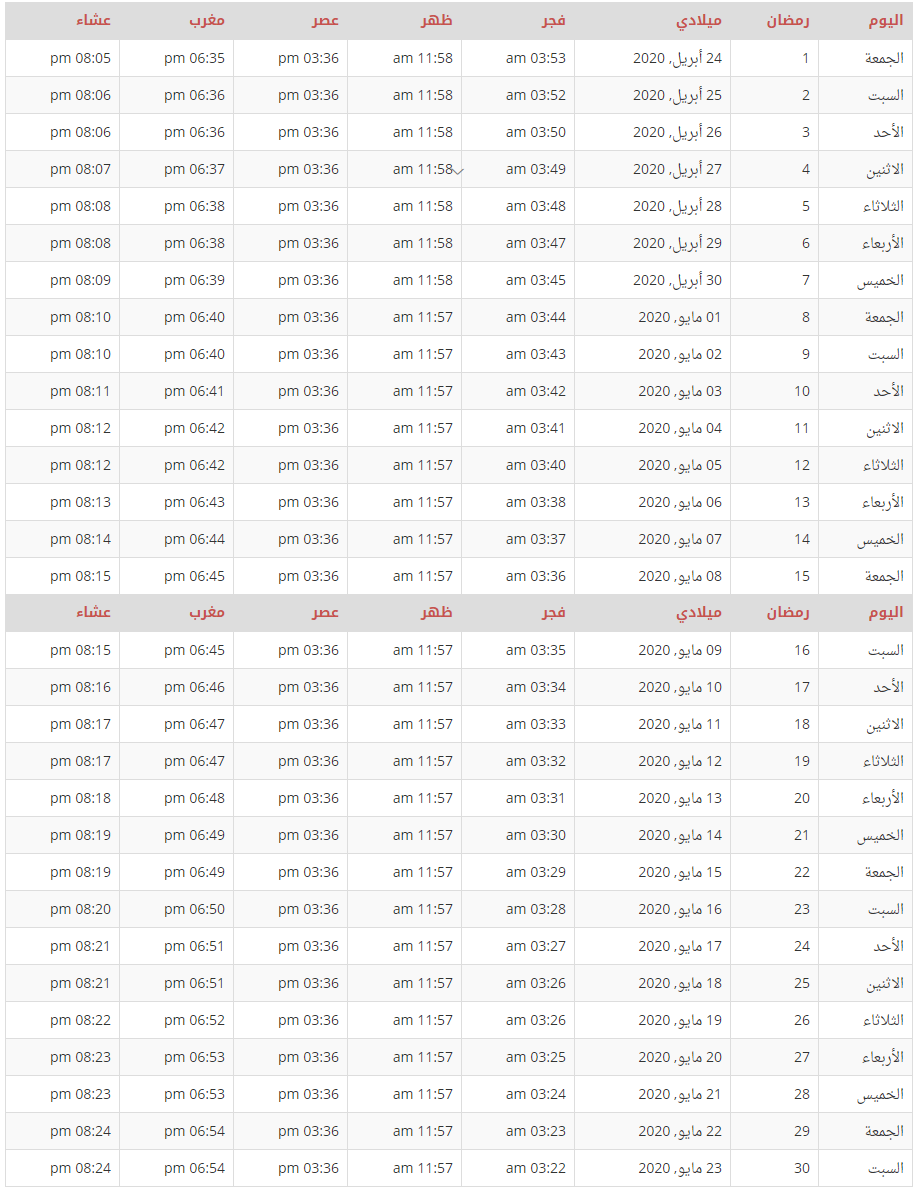 اليوم رمضان ميلادي فجر ظهر عصر مغرب عشاء
الجمعة 1 24 أبريل, 2020 03:53 am 11:58 am 03:36 pm 06:35 pm 08:05 pm
السبت 2 25 أبريل, 2020 03:52 am 11:58 am 03:36 pm 06:36 pm 08:06 pm
الأحد 3 26 أبريل, 2020 03:50 am 11:58 am 03:36 pm 06:36 pm 08:06 pm
الاثنين 4 27 أبريل, 2020 03:49 am 11:58 am 03:36 pm 06:37 pm 08:07 pm
الثلاثاء 5 28 أبريل, 2020 03:48 am 11:58 am 03:36 pm 06:38 pm 08:08 pm
الأربعاء 6 29 أبريل, 2020 03:47 am 11:58 am 03:36 pm 06:38 pm 08:08 pm
الخميس 7 30 أبريل, 2020 03:45 am 11:58 am 03:36 pm 06:39 pm 08:09 pm
الجمعة 8 01 مايو, 2020 03:44 am 11:57 am 03:36 pm 06:40 pm 08:10 pm
السبت 9 02 مايو, 2020 03:43 am 11:57 am 03:36 pm 06:40 pm 08:10 pm
الأحد 10 03 مايو, 2020 03:42 am 11:57 am 03:36 pm 06:41 pm 08:11 pm
الاثنين 11 04 مايو, 2020 03:41 am 11:57 am 03:36 pm 06:42 pm 08:12 pm
الثلاثاء 12 05 مايو, 2020 03:40 am 11:57 am 03:36 pm 06:42 pm 08:12 pm
الأربعاء 13 06 مايو, 2020 03:38 am 11:57 am 03:36 pm 06:43 pm 08:13 pm
الخميس 14 07 مايو, 2020 03:37 am 11:57 am 03:36 pm 06:44 pm 08:14 pm
الجمعة 15 08 مايو, 2020 03:36 am 11:57 am 03:36 pm 06:45 pm 08:15 pm
اليوم رمضان ميلادي فجر ظهر عصر مغرب عشاء
السبت 16 09 مايو, 2020 03:35 am 11:57 am 03:36 pm 06:45 pm 08:15 pm
الأحد 17 10 مايو, 2020 03:34 am 11:57 am 03:36 pm 06:46 pm 08:16 pm
الاثنين 18 11 مايو, 2020 03:33 am 11:57 am 03:36 pm 06:47 pm 08:17 pm
الثلاثاء 19 12 مايو, 2020 03:32 am 11:57 am 03:36 pm 06:47 pm 08:17 pm
الأربعاء 20 13 مايو, 2020 03:31 am 11:57 am 03:36 pm 06:48 pm 08:18 pm
الخميس 21 14 مايو, 2020 03:30 am 11:57 am 03:36 pm 06:49 pm 08:19 pm
الجمعة 22 15 مايو, 2020 03:29 am 11:57 am 03:36 pm 06:49 pm 08:19 pm
السبت 23 16 مايو, 2020 03:28 am 11:57 am 03:36 pm 06:50 pm 08:20 pm
الأحد 24 17 مايو, 2020 03:27 am 11:57 am 03:36 pm 06:51 pm 08:21 pm
الاثنين 25 18 مايو, 2020 03:26 am 11:57 am 03:36 pm 06:51 pm 08:21 pm
الثلاثاء 26 19 مايو, 2020 03:26 am 11:57 am 03:36 pm 06:52 pm 08:22 pm
الأربعاء 27 20 مايو, 2020 03:25 am 11:57 am 03:36 pm 06:53 pm 08:23 pm
الخميس 28 21 مايو, 2020 03:24 am 11:57 am 03:36 pm 06:53 pm 08:23 pm
الجمعة 29 22 مايو, 2020 03:23 am 11:57 am 03:36 pm 06:54 pm 08:24 pm
السبت 30 23 مايو, 2020 03:22 am 11:57 am 03:36 pm 06:54 pm 08:24 pm